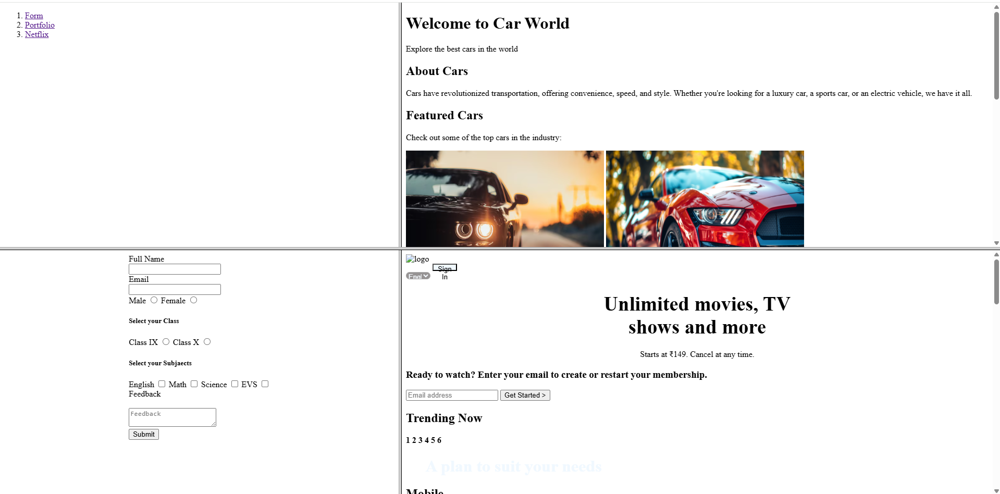 1. Form
2. Portfolio
3. Netflix
Welcome to Car World
Explore the best cars in the world
About Cars
Cars have revolutionized transportation, offering convenience, speed, and style. Whether you're looking for a luxury car, a sports car, or an electric vehicle, we have it all.
Featured Cars
Check out some of the top cars in the industry:
Full Name
Email
Male Female
Select your Class
Class IX Class X
Select your Subjaects
English Math Science EVS
Feedback
Feedback
Submit
logo
Sign
In
Engl
Unlimited movies, TV
shows and more
Starts at ₹149. Cancel at any time.
Ready to watch? Enter your email to create or restart your membership.
Email address Get Started >
Trending Now
1 2 3 4 5 6
A plan to suit your needs
Mobile